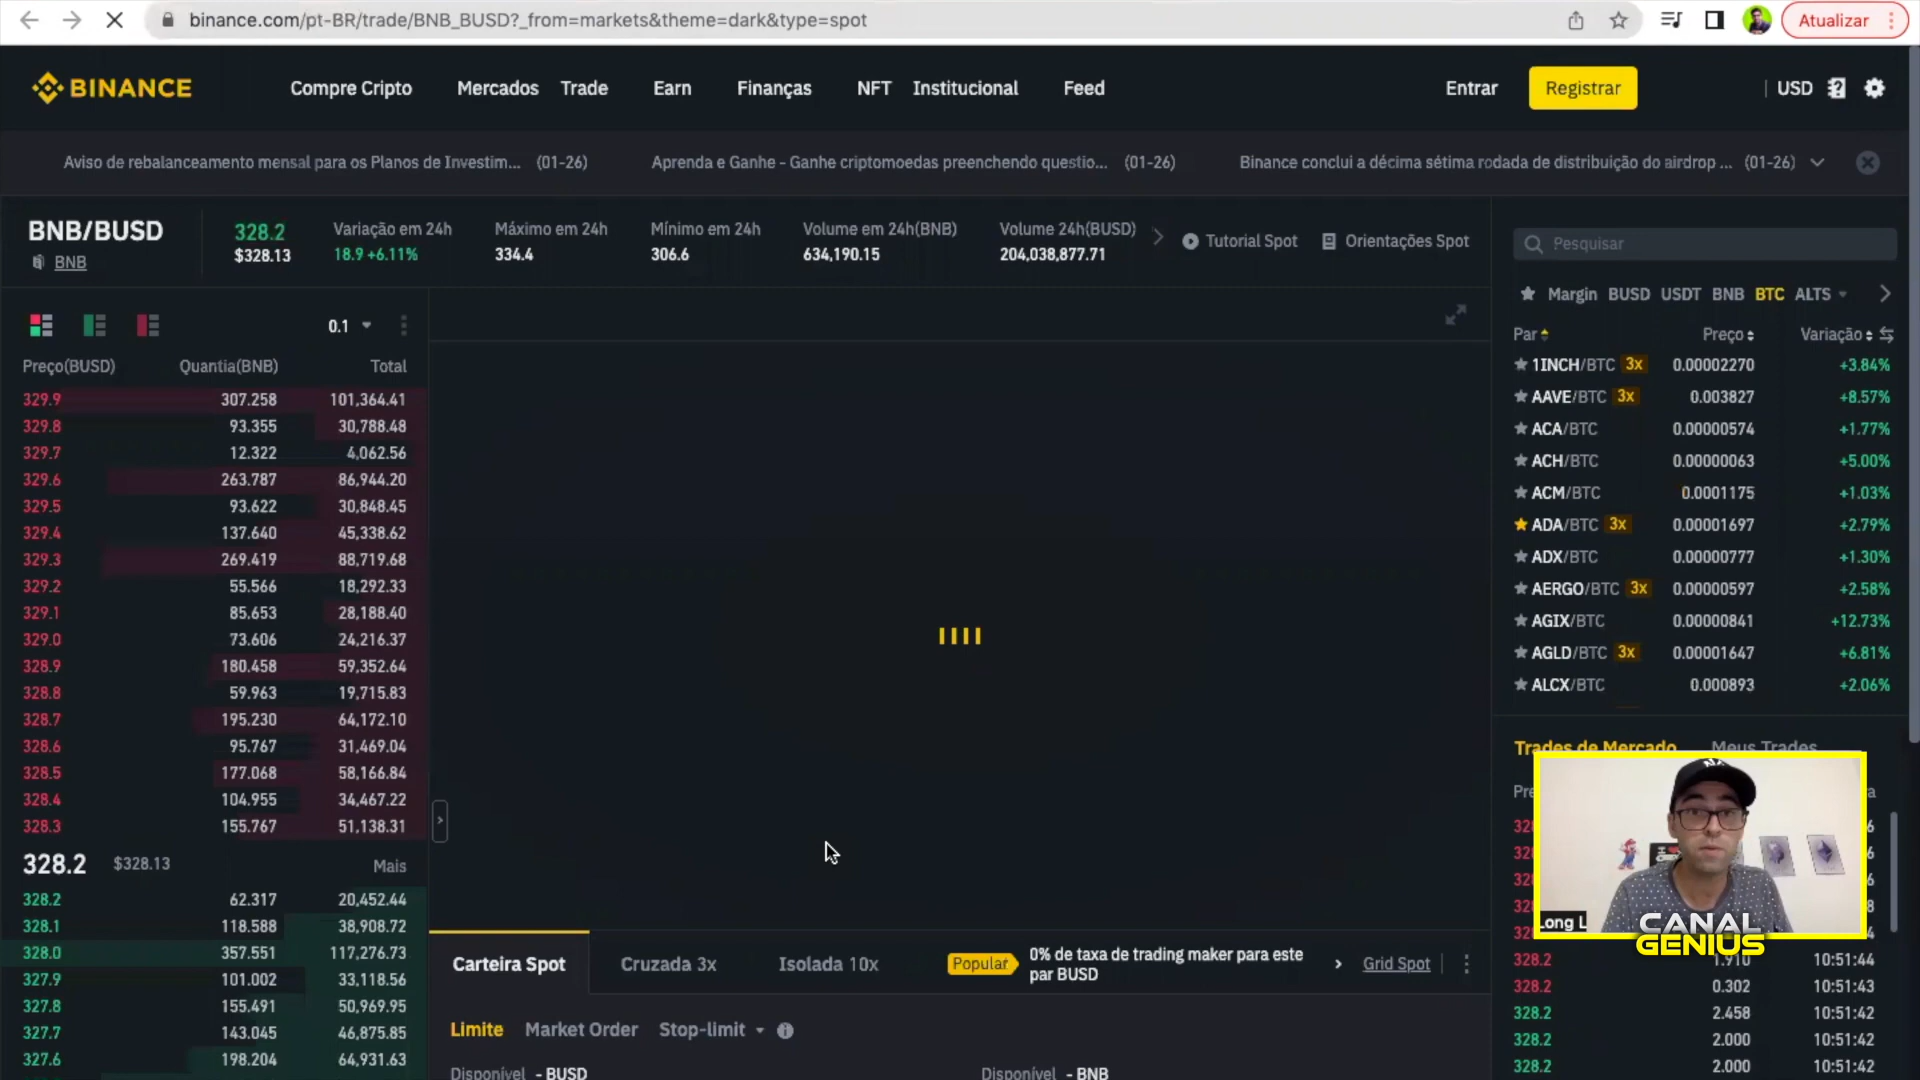 binance.com/pt-BR/trade/BNB_BUSD?_from=markets&theme=dark&type=spot
Atualizar
BINANCE
Compre Cripto
Mercados
Trade
Earn
Finanças
NFT
Institucional
Feed
Entrar
Registrar
USD
Aviso de rebalanceamento mensal para os Planos de Investim... (01-26)
Aprenda e Ganhe - Ganhe criptomoedas preenchendo questio... (01-26)
Binance conclui a décima sétima rodada de distribuição do airdrop ... (01-26)
BNB/BUSD
BNB
328.2
$328.13
Variação em 24h
18.9 +6.11%
Máximo em 24h
334.4
Mínimo em 24h
306.6
Volume em 24h(BNB)
634,190.15
Volume 24h(BUSD)
204,038,877.71
Tutorial Spot
Orientações Spot
0.1
Preço(BUSD) Quantia(BNB) Total
329.9 307.258 101,364.41
329.8 93.355 30,788.48
329.7 12.322 4,062.56
329.6 263.787 86,944.20
329.5 93.622 30,848.45
329.4 137.640 45,338.62
329.3 269.419 88,719.68
329.2 55.566 18,292.33
329.1 85.653 28,188.40
329.0 73.606 24,216.37
328.9 180.458 59,352.64
328.8 59.963 19,715.83
328.7 195.230 64,172.10
328.6 95.767 31,469.04
328.5 177.068 58,166.84
328.4 104.955 34,467.22
328.3 155.767 51,138.31
328.2 $328.13 Mais
328.2 62.317 20,452.44
328.1 118.588 38,908.72
328.0 357.551 117,276.73
327.9 101.002 33,118.56
327.8 155.491 50,969.95
327.7 143.045 46,875.85
327.6 198.204 64,931.63
Carteira Spot
Cruzada 3x
Isolada 10x
Popular
0% de taxa de trading maker para este
par BUSD
Grid Spot
Limite
Market Order
Stop-limit
Disponível - BUSD
Disponível - BNB
Pesquisar
Margin BUSD USDT BNB BTC ALTS
Par Preço Variação
1INCH/BTC 3x 0.00002270 +3.84%
AAVE/BTC 3x 0.003827 +8.57%
ACA/BTC 0.00000574 +1.77%
ACH/BTC 0.00000063 +5.00%
ACM/BTC 0.0001175 +1.03%
ADA/BTC 3x 0.00001697 +2.79%
ADX/BTC 0.00000777 +1.30%
AERGO/BTC 3x 0.00000597 +2.58%
AGIX/BTC 0.00000841 +12.73%
AGLD/BTC 3x 0.00001647 +6.81%
ALCX/BTC 0.000893 +2.06%
Trades de Mercado
Meus Trades
Long L
CANAL
GENIUS
328.2 1.910 10:51:44
328.2 0.302 10:51:43
328.2 2.458 10:51:42
328.2 2.000 10:51:42
328.2 2.000 10:51:42